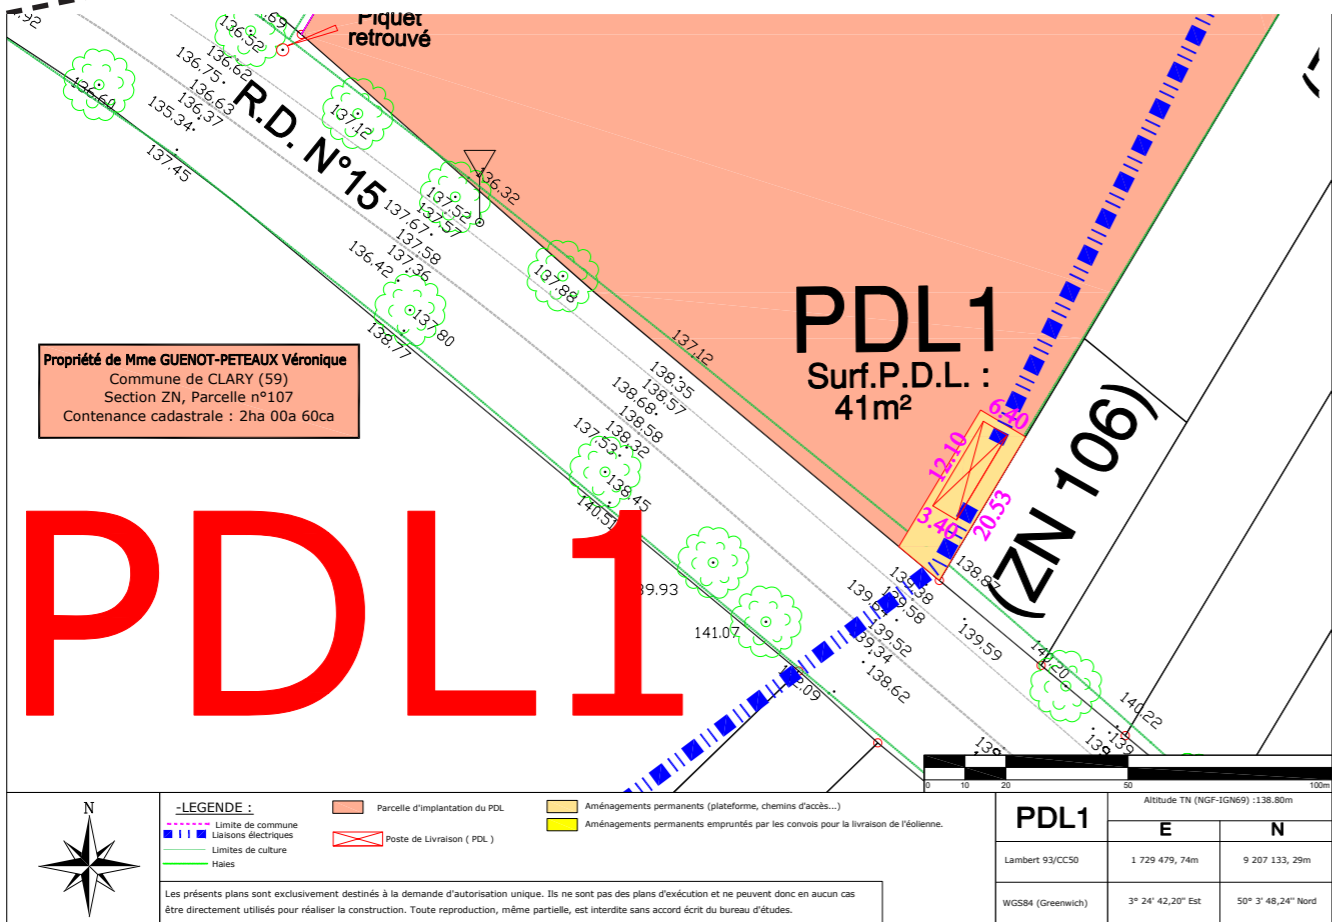 136.52
Piquet
retrouvé
136.62
136.75
136.63
136.37
135.34
136.60
137.45
R.D. N°15
137.12
136.32
137.52
137.57
137.67
137.58
137.36
136.42
137.88
137.80
138.77
137.12
138.35
138.57
138.68
138.58
138.32
137.53
138.45
140.51
PDL1
Surf.P.D.L. :
41m²
6.40
12.10
3.40
20.53
(ZN 106)
Propriété de Mme GUENOT-PETEAUX Véronique
Commune de CLARY (59)
Section ZN, Parcelle n°107
Contenance cadastrale : 2ha 00a 60ca
PDL1
141.07
138.87
139.58
139.52
138.62
139.59
140.20
140.22
0 10 20 50 100m
N
-LEGENDE :
Limite de commune
Liaisons électriques
Limites de culture
Haies
Parcelle d'implantation du PDL
Poste de Livraison ( PDL )
Aménagements permanents (plateforme, chemins d'accès...)
Aménagements permanents empruntés par les convois pour la livraison de l'éolienne.
Les présents plans sont exclusivement destinés à la demande d'autorisation unique. Ils ne sont pas des plans d'exécution et ne peuvent donc en aucun cas
être directement utilisés pour réaliser la construction. Toute reproduction, même partielle, est interdite sans accord écrit du bureau d'études.
PDL1
Altitude TN (NGF-IGN69) :138.80m
E N
Lambert 93/CC50 1 729 479, 74m 9 207 133, 29m
WGS84 (Greenwich) 3° 24' 42,20'' Est 50° 3' 48,24'' Nord